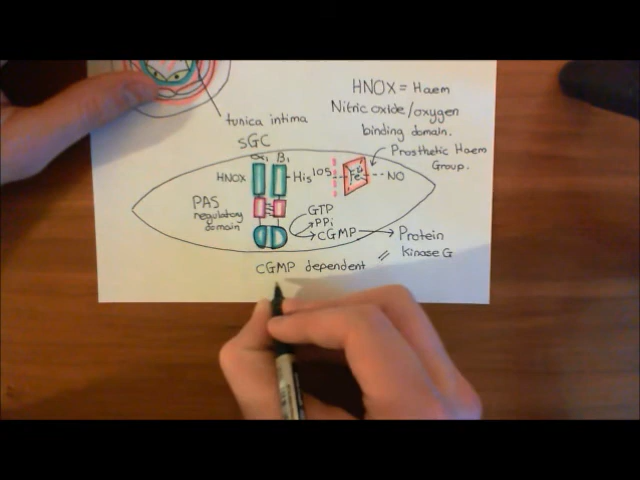 HNOX = Haem
Nitric oxide/oxygen
binding domain.
tunica intima
sGC
Prosthetic Haem
Group.
α1 β1
HNOX
His105
Fe
NO
PAS
regulatory
domain
GTP
PPi
cGMP
Protein
Kinase G
cGMP dependent